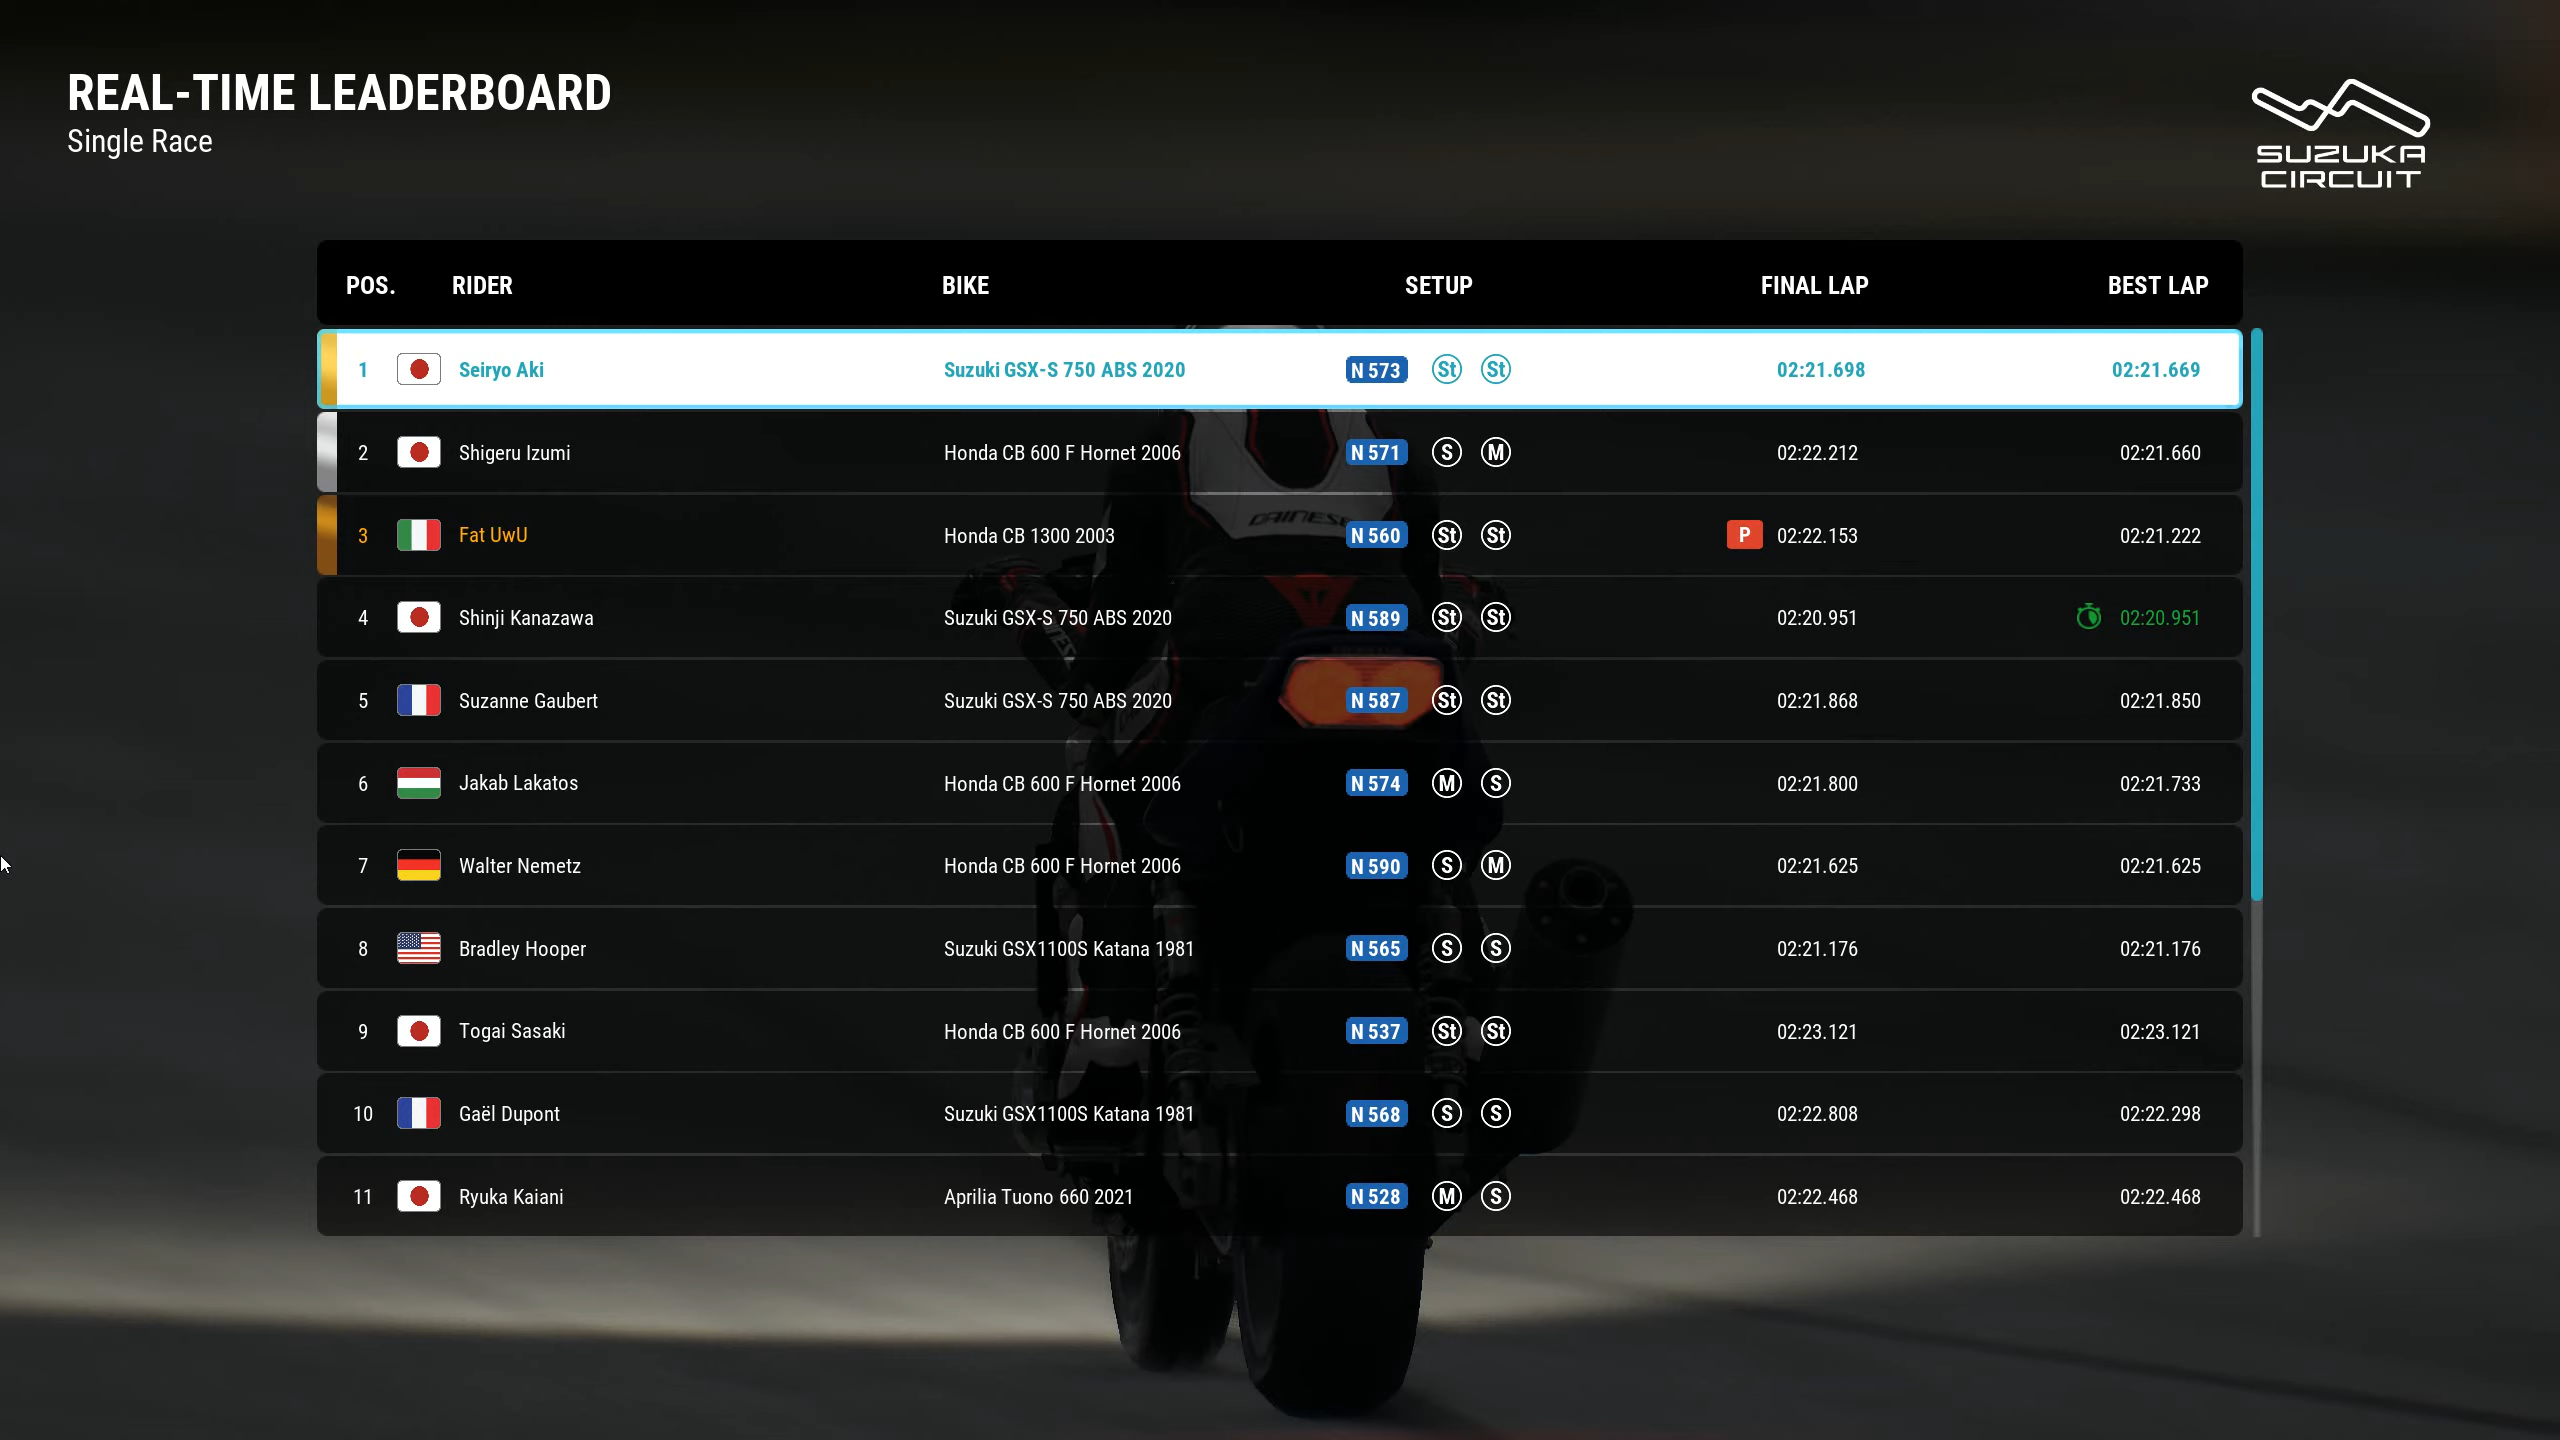 REAL-TIME LEADERBOARD
Single Race
SUZUKA
CIRCUIT
POS. RIDER BIKE SETUP FINAL LAP BEST LAP
1 Seiryo Aki Suzuki GSX-S 750 ABS 2020 N 573 St St 02:21.698 02:21.669
2 Shigeru Izumi Honda CB 600 F Hornet 2006 N 571 S M 02:22.212 02:21.660
3 Fat UwU Honda CB 1300 2003 N 560 St St P 02:22.153 02:21.222
4 Shinji Kanazawa Suzuki GSX-S 750 ABS 2020 N 589 St St 02:20.951 02:20.951
5 Suzanne Gaubert Suzuki GSX-S 750 ABS 2020 N 587 St St 02:21.868 02:21.850
6 Jakab Lakatos Honda CB 600 F Hornet 2006 N 574 M S 02:21.800 02:21.733
7 Walter Nemetz Honda CB 600 F Hornet 2006 N 590 S M 02:21.625 02:21.625
8 Bradley Hooper Suzuki GSX1100S Katana 1981 N 565 S S 02:21.176 02:21.176
9 Togai Sasaki Honda CB 600 F Hornet 2006 N 537 St St 02:23.121 02:23.121
10 Gaël Dupont Suzuki GSX1100S Katana 1981 N 568 S S 02:22.808 02:22.298
11 Ryuka Kaiani Aprilia Tuono 660 2021 N 528 M S 02:22.468 02:22.468
DAINESE